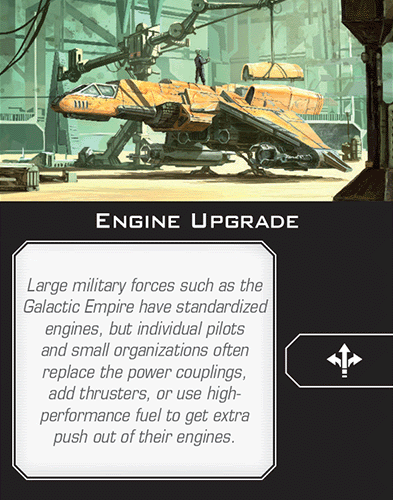 Engine Upgrade
Large military forces such as the
Galactic Empire have standardized
engines, but individual pilots
and small organizations often
replace the power couplings,
add thrusters, or use high-
performance fuel to get extra
push out of their engines.